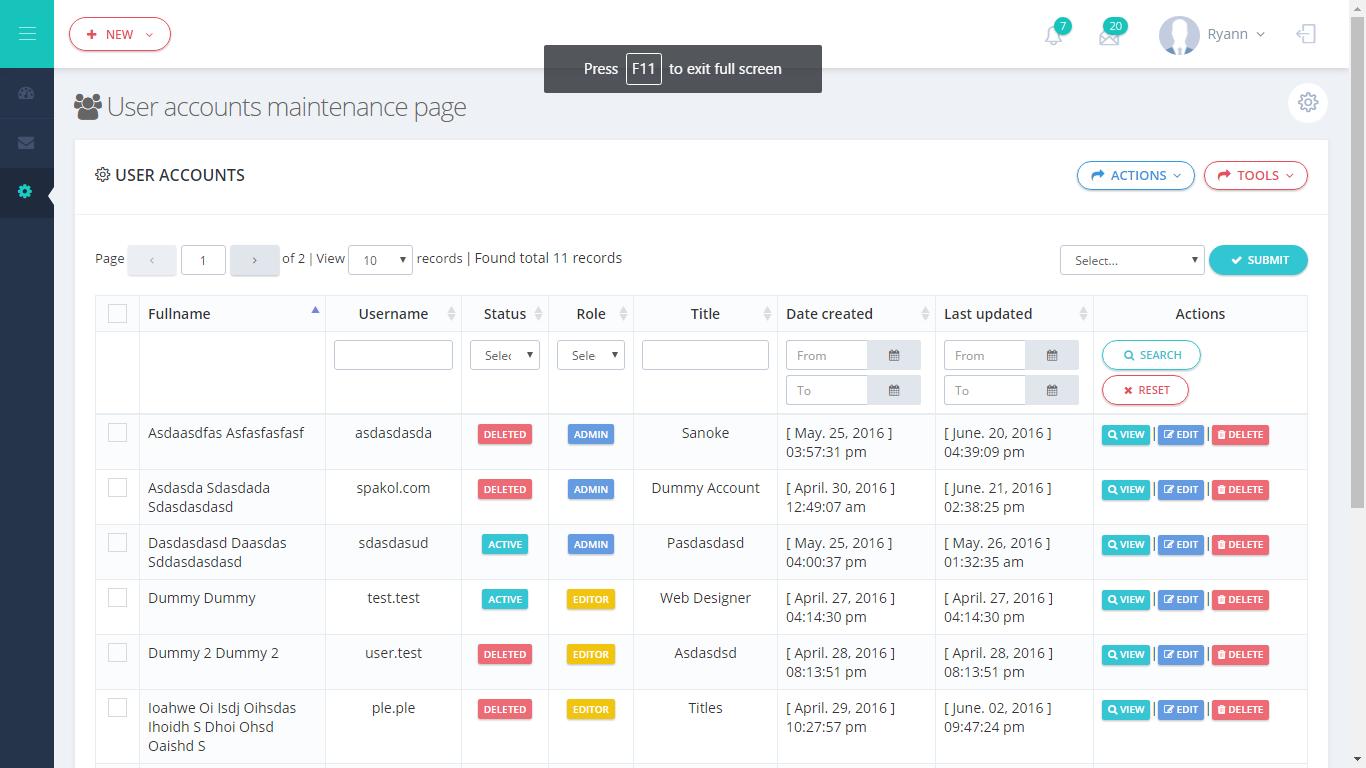 + NEW
7
20
Ryann
Press F11 to exit full screen
User accounts maintenance page
USER ACCOUNTS
ACTIONS
TOOLS
Page 1 of 2 | View 10 records | Found total 11 records
Select...
SUBMIT
Fullname Username Status Role Title Date created Last updated Actions
Selec Sele From From SEARCH
To To RESET
Asdaasdfas Asfasfasfasf asdasdasda DELETED ADMIN Sanoke [ May. 25, 2016 ] [ June. 20, 2016 ] VIEW | EDIT | DELETE
03:57:31 pm 04:39:09 pm
Asdasda Sdasdada spakol.com DELETED ADMIN Dummy Account [ April. 30, 2016 ] [ June. 21, 2016 ] VIEW | EDIT | DELETE
Sdasdasdasd 12:49:07 am 02:38:25 pm
Dasdasdasd Daasdas sdasdasud ACTIVE ADMIN Pasdasdasd [ May. 25, 2016 ] [ May. 26, 2016 ] VIEW | EDIT | DELETE
Sddasdasdasd 04:00:37 pm 01:32:35 am
Dummy Dummy test.test ACTIVE EDITOR Web Designer [ April. 27, 2016 ] [ April. 27, 2016 ] VIEW | EDIT | DELETE
04:14:30 pm 04:14:30 pm
Dummy 2 Dummy 2 user.test DELETED EDITOR Asdasdsd [ April. 28, 2016 ] [ April. 28, 2016 ] VIEW | EDIT | DELETE
08:13:51 pm 08:13:51 pm
Ioahwe Oi Isdj Oihsdas ple.ple DELETED EDITOR Titles [ April. 29, 2016 ] [ June. 02, 2016 ] VIEW | EDIT | DELETE
Ihoidh S Dhoi Ohsd 10:27:57 pm 09:47:24 pm
Oaishd S